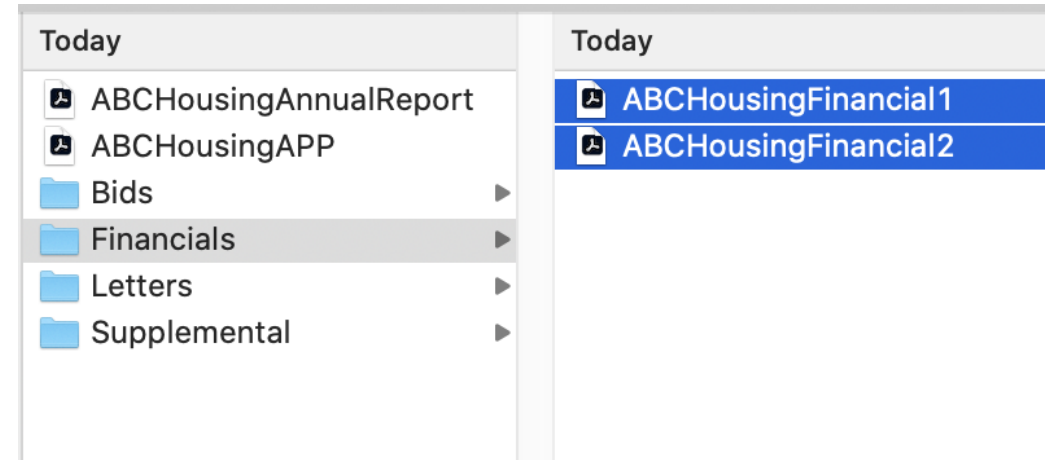 Today
ABCHousingAnnualReport
ABCHousingAPP
Bids
Financials
Letters
Supplemental
Today
ABCHousingFinancial1
ABCHousingFinancial2